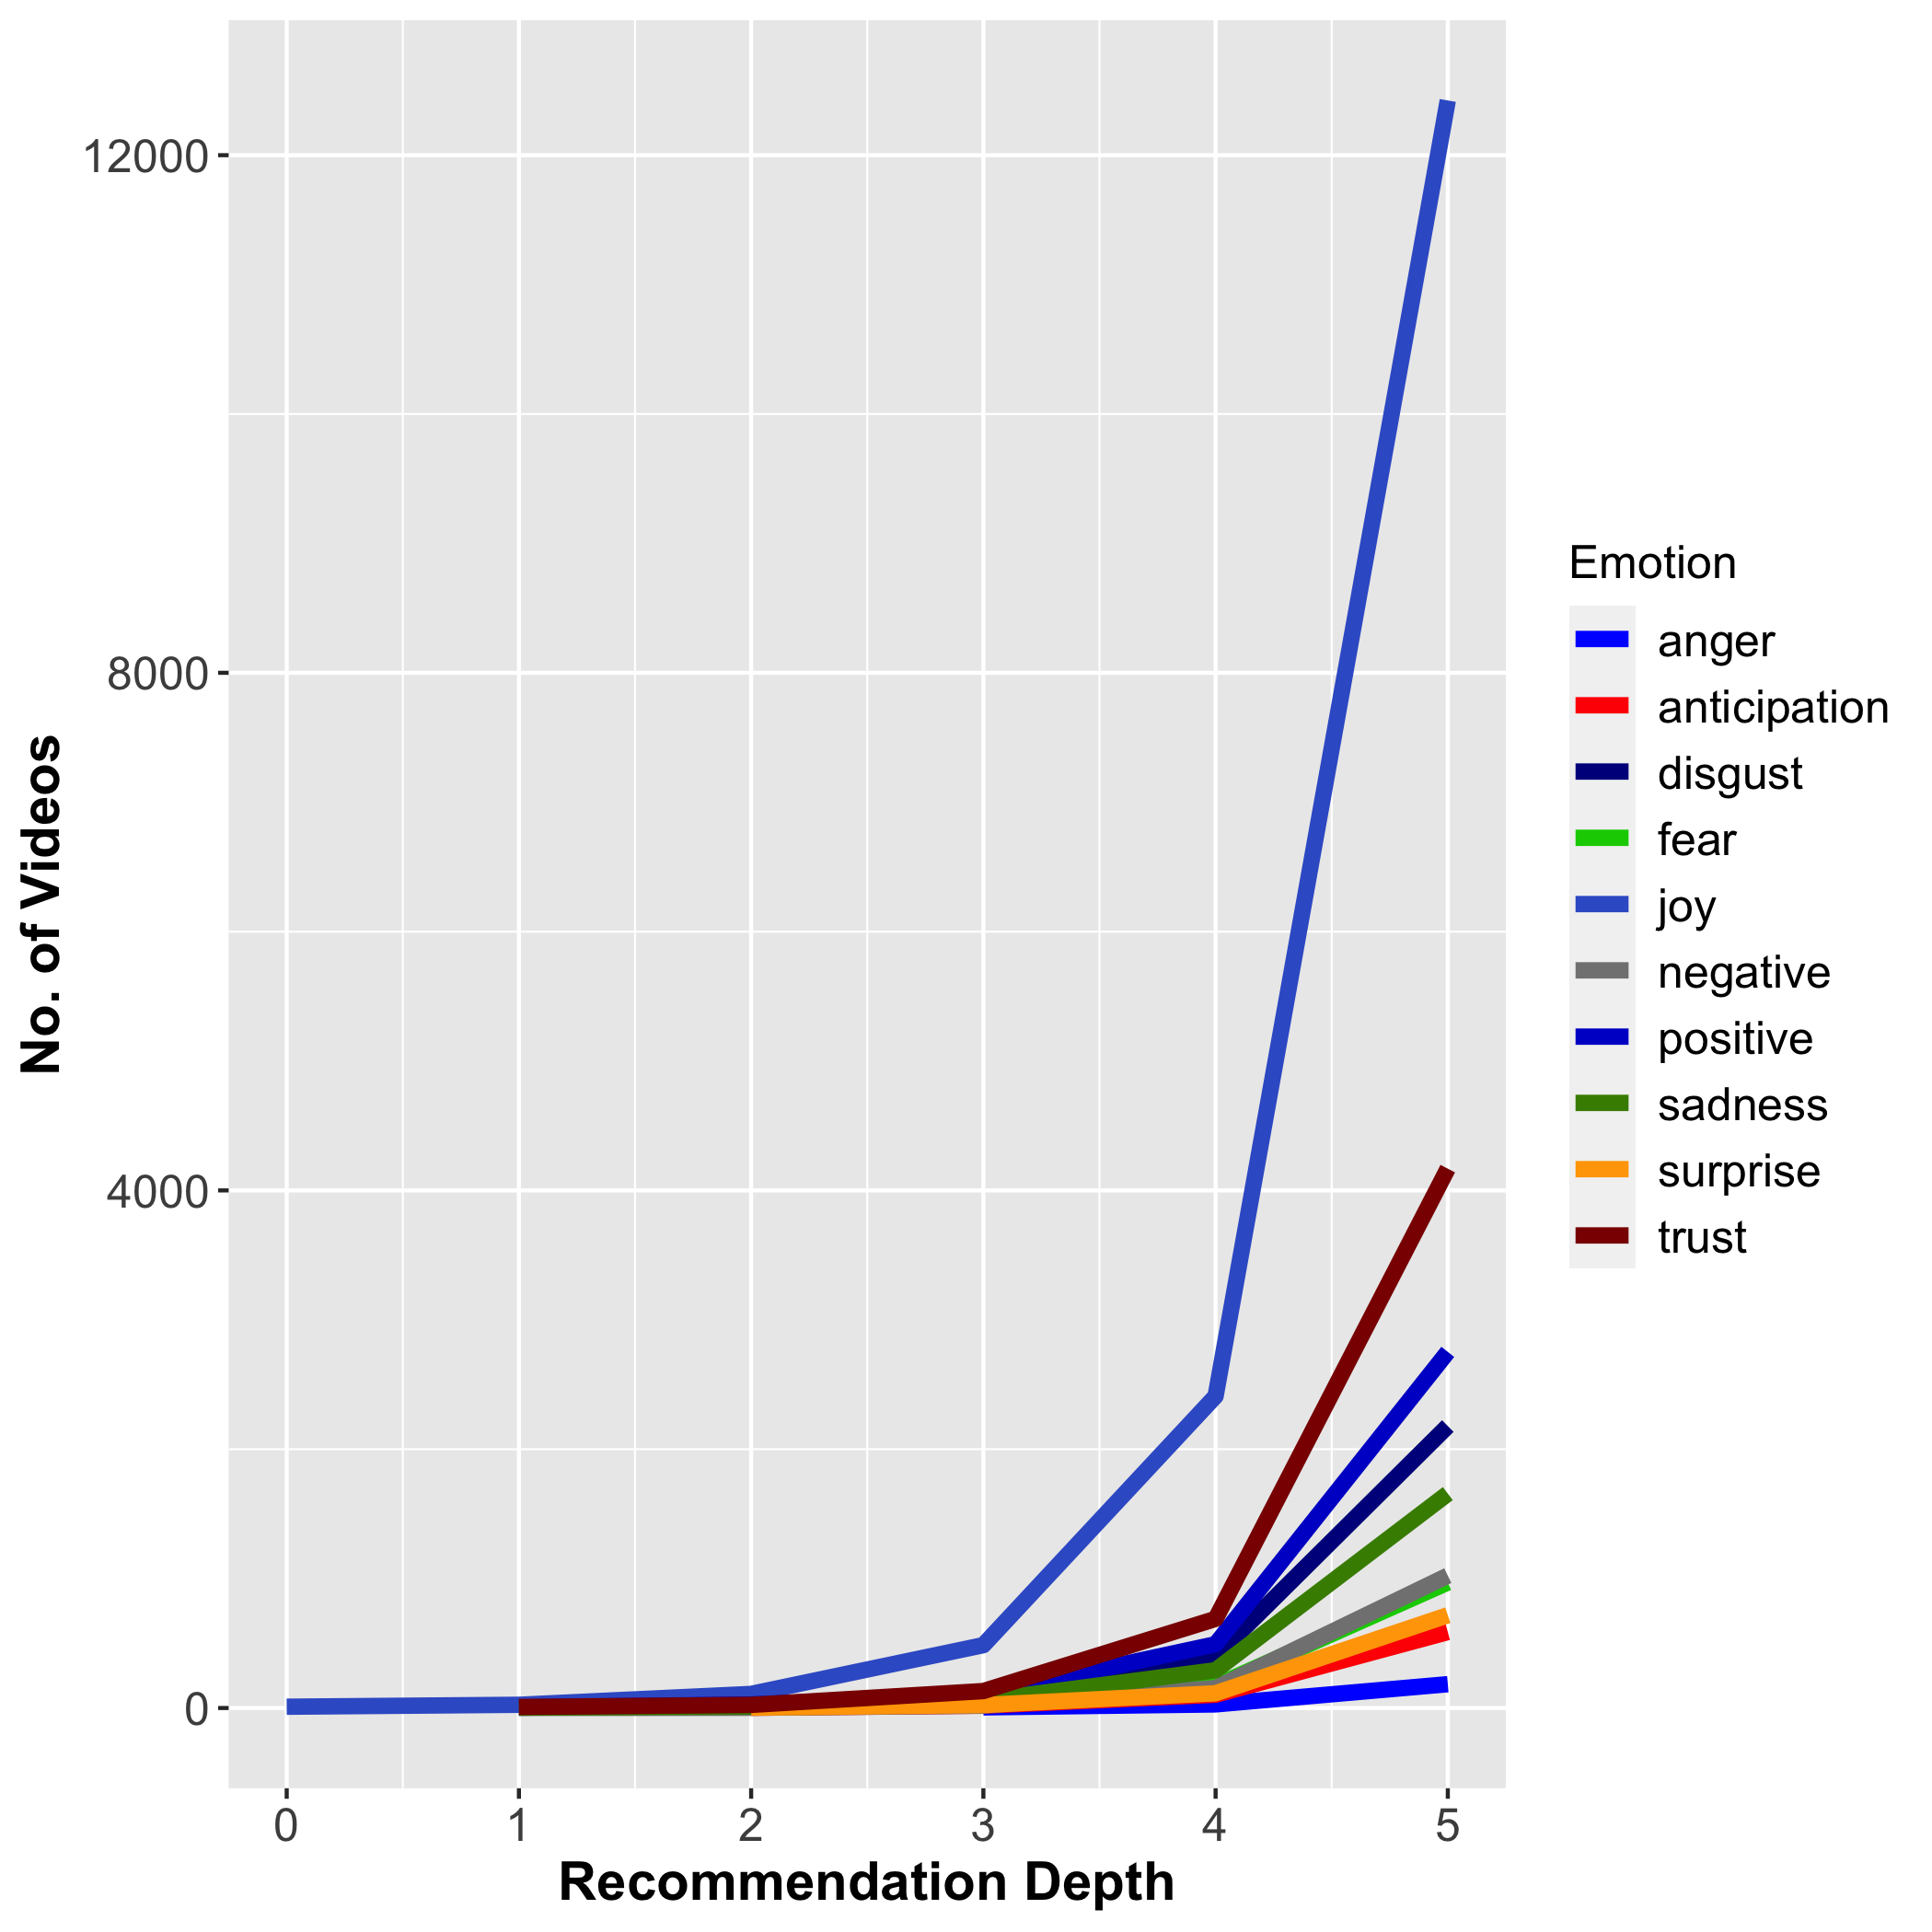 12000
8000
4000
0
No. of Videos
0 1 2 3 4 5
Recommendation Depth
Emotion
anger
anticipation
disgust
fear
joy
negative
positive
sadness
surprise
trust